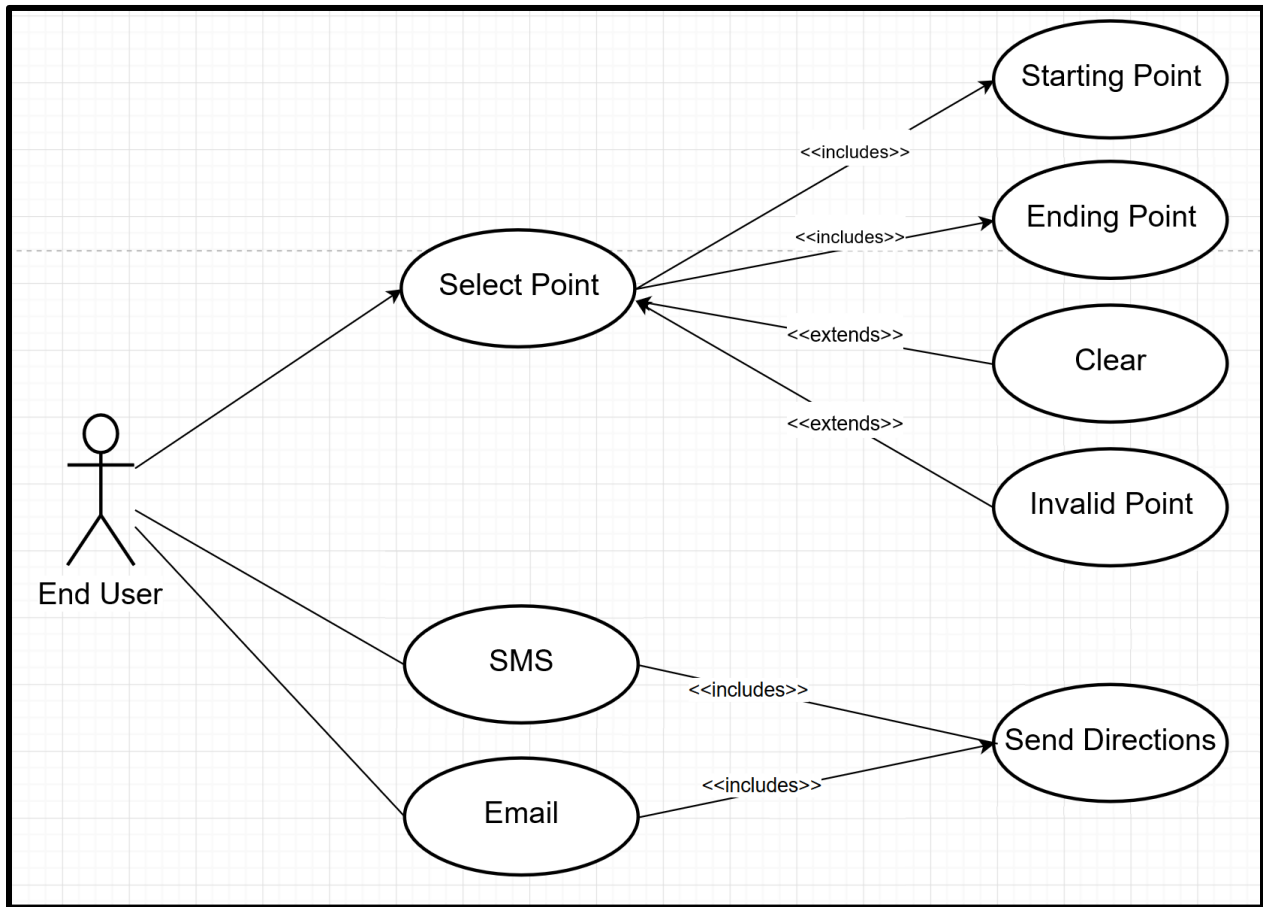 Starting Point
<<includes>>
Ending Point
<<includes>>
Select Point
<<extends>>
Clear
<<extends>>
Invalid Point
End User
SMS
<<includes>>
Send Directions
<<includes>>
Email